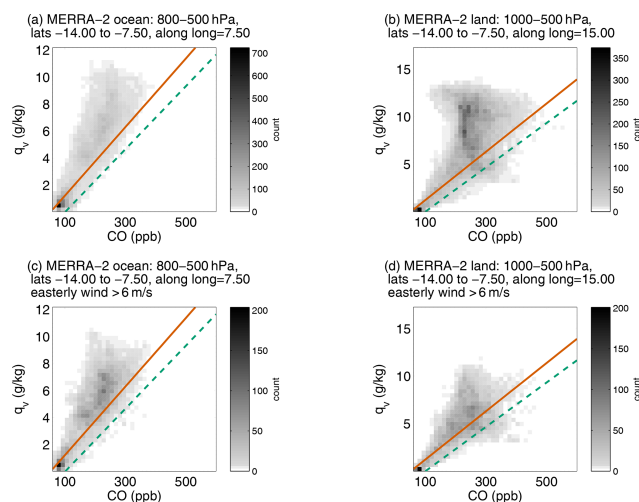 (a) MERRA-2 ocean: 800–500 hPa,
lats −14.00 to −7.50, along long=7.50
12
10
8
6
4
2
q_v (g/kg)
100
300
500
CO (ppb)
700
600
500
400
300
200
100
0
count
(b) MERRA-2 land: 1000–500 hPa,
lats −14.00 to −7.50, along long=15.00
15
10
5
q_v (g/kg)
100
300
500
CO (ppb)
350
300
250
200
150
100
50
0
count
(c) MERRA-2 ocean: 800–500 hPa,
lats −14.00 to −7.50, along long=7.50
easterly wind > 6 m/s
12
10
8
6
4
2
q_v (g/kg)
100
300
500
CO (ppb)
200
150
100
50
0
count
(d) MERRA-2 land: 1000–500 hPa,
lats −14.00 to −7.50, along long=15.00
easterly wind > 6 m/s
15
10
5
q_v (g/kg)
100
300
500
CO (ppb)
200
150
100
50
0
count